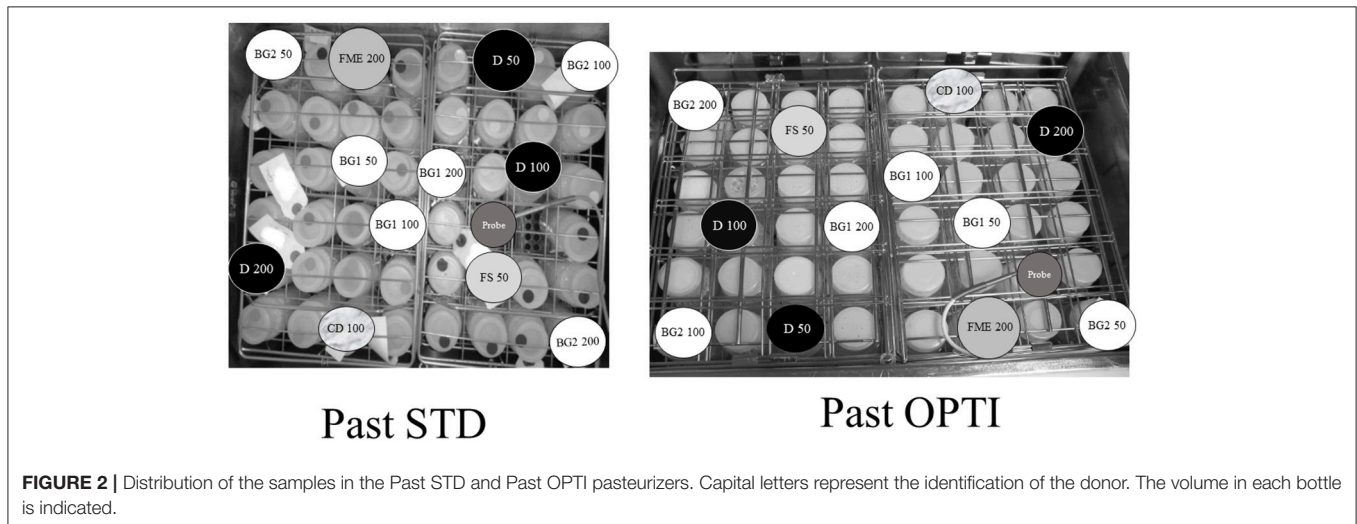 BG2 50
FME 200
D 50
BG2 100
BG1 50
BG1 200
D 100
BG1 100
Probe
D 200
FS 50
CD 100
BG2 200
Past STD
BG2 200
CD 100
FS 50
D 200
BG1 100
D 100
BG1 200
BG1 50
Probe
BG2 100
D 50
FME 200
BG2 50
Past OPTI
FIGURE 2 | Distribution of the samples in the Past STD and Past OPTI pasteurizers. Capital letters represent the identification of the donor. The volume in each bottle
is indicated.